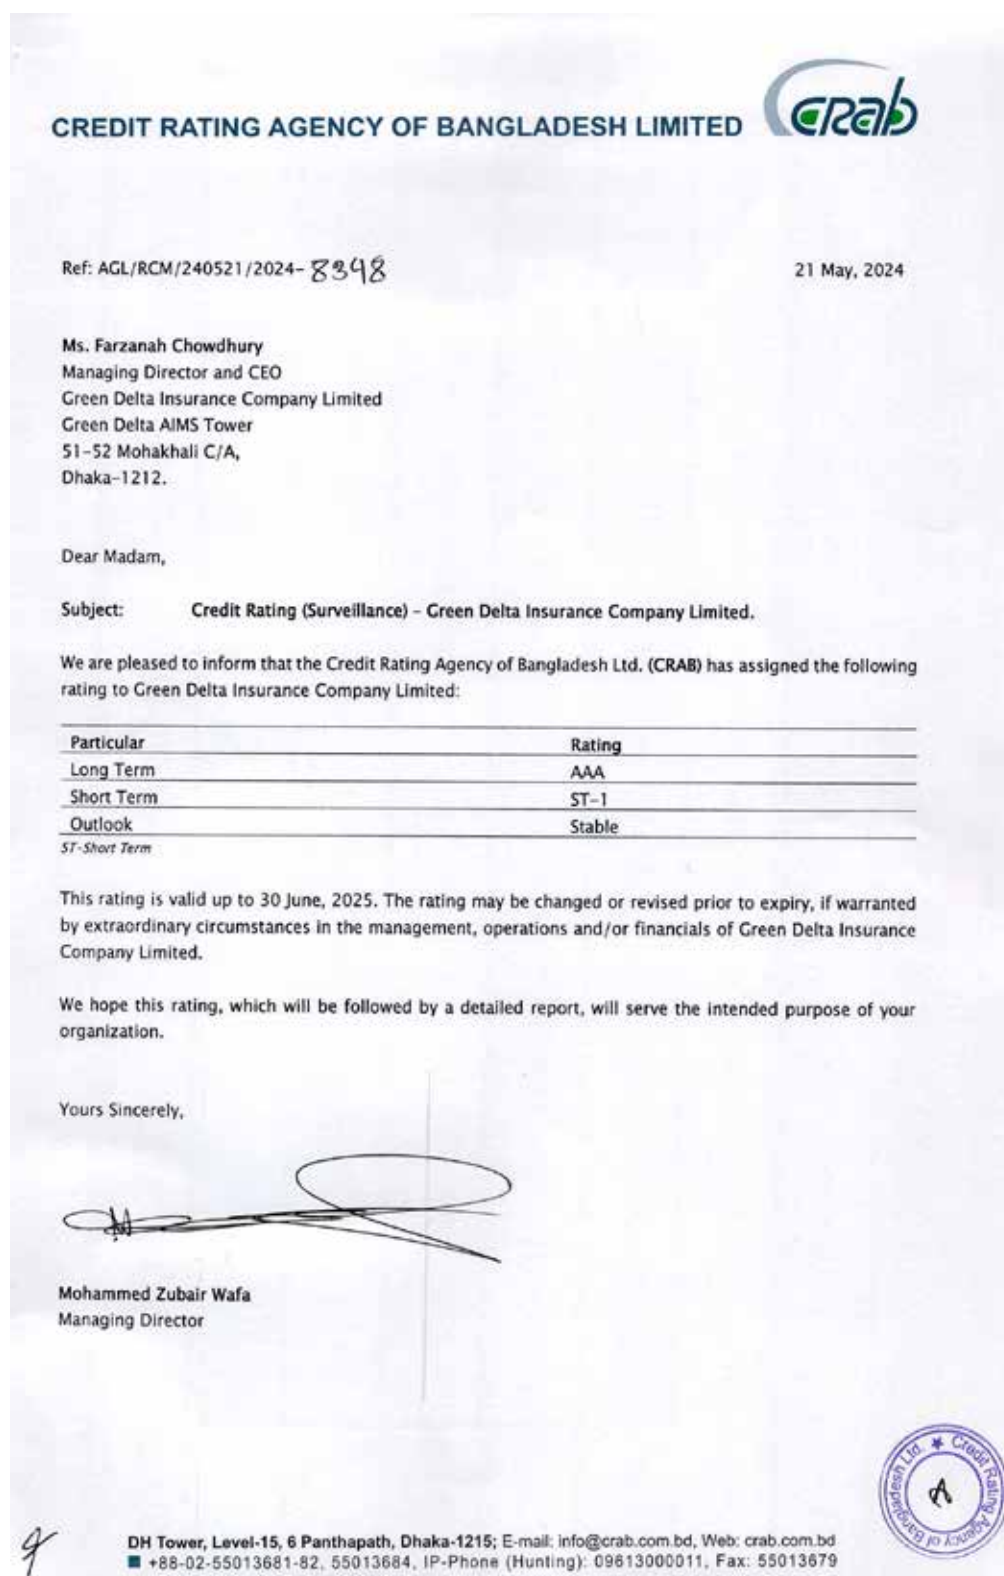 CREDIT RATING AGENCY OF BANGLADESH LIMITED
CRab
Ref: AGL/RCM/240521/2024-8398
21 May, 2024
Ms. Farzanah Chowdhury
Managing Director and CEO
Green Delta Insurance Company Limited
Green Delta AIMS Tower
51-52 Mohakhali C/A,
Dhaka-1212.
Dear Madam,
Subject: Credit Rating (Surveillance) – Green Delta Insurance Company Limited.
We are pleased to inform that the Credit Rating Agency of Bangladesh Ltd. (CRAB) has assigned the following
rating to Green Delta Insurance Company Limited:
Particular Rating
Long Term AAA
Short Term ST-1
Outlook Stable
ST-Short Term
This rating is valid up to 30 June, 2025. The rating may be changed or revised prior to expiry, if warranted
by extraordinary circumstances in the management, operations and/or financials of Green Delta Insurance
Company Limited.
We hope this rating, which will be followed by a detailed report, will serve the intended purpose of your
organization.
Yours Sincerely,
Mohammed Zubair Wafa
Managing Director
Credit Rating Agency of Bangladesh Ltd.
DH Tower, Level-15, 6 Panthapath, Dhaka-1215; E-mail: info@crab.com.bd, Web: crab.com.bd
+88-02-55013681-82, 55013684, IP-Phone (Hunting): 09613000011, Fax: 55013679